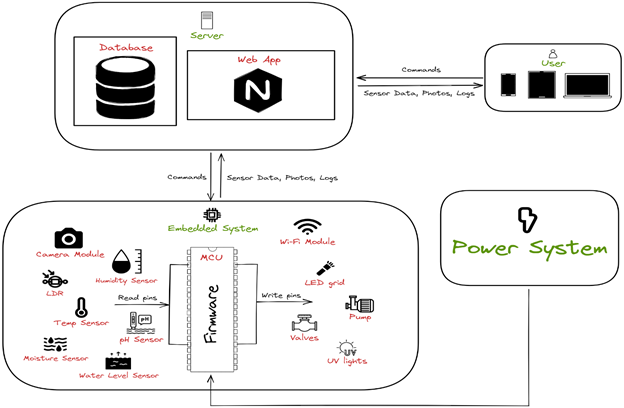 Server
Database
Web App
N
User
Commands
Sensor Data, Photos, Logs
Commands
Sensor Data, Photos, Logs
Embedded System
Camera Module
Humidity Sensor
LDR
Temp Sensor
Read pins
pH
pH Sensor
Moisture Sensor
Water Level Sensor
MCU
Firmware
Wi-Fi Module
LED grid
Write pins
Pump
Valves
UV
UV lights
Power System